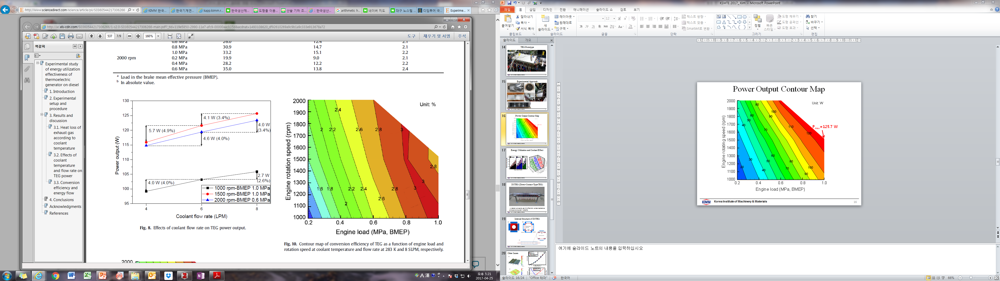 http://www.sciencedirect.com/science/article/pii/S0360544217306266
KIMM 한국...
한국기계연...
kapp.kimm.r...
한국생산제...
도형을 이용...
산술 기하 조...
:: 한국생산...
arithmetic h...
네이버 지도
대구 노스텔 ...
디딤투어 국...
Experime...
537 7/9
160%
도구 채우기 및 서명 주석
책갈피
Experimental study
of energy utilization
effectiveness of
thermoelectric
generator on diesel
1. Introduction
2. Experimental
setup and
procedure
3. Results and
discussion
3.1. Heat loss of
exhaust gas
according to
coolant
temperature
3.2. Effects of
coolant
temperature
and flow rate on
TEG power
3.3. Conversion
efficiency and
energy flow
4. Conclusions
Acknowledgments
References
0.6 MPa 26.0 12.4 2.1
0.8 MPa 30.9 14.7 2.1
1.0 MPa 33.2 15.1 2.2
2000 rpm 0.2 MPa 19.9 9.0 2.1
0.4 MPa 28.2 12.2 2.2
0.6 MPa 35.0 13.8 2.4
a Load in the brake mean effective pressure (BMEP).
b In absolute value.
130
125
120
115
110
105
100
95
Power output (W)
4.1 W (3.4%)
5.7 W (4.9%)
4.0 W
(3.4%)
4.6 W (4.0%)
4.0 W (4.0%)
2.7 W
(2.6%)
1000 rpm-BMEP 1.0 MPa
1500 rpm-BMEP 1.0 MPa
2000 rpm-BMEP 0.6 MPa
4 6 8
Coolant flow rate (LPM)
Fig. 8. Effects of coolant flow rate on TEG power output.
2000
1900
1800
1700
1600
1500
1400
1300
1200
1100
1000
Engine rotation speed (rpm)
Unit: %
2.4
2 2.2 2.6 2.8 3
2.8
3
1.6 1.8 2.2 2.4 2.8 3
2.6
2
0.2 0.4 0.6 0.8 1.0
Engine load (MPa, BMEP)
Fig. 10. Contour map of conversion efficiency of TEG as a function of engine load and
rotation speed at coolant temperature and flow rate at 283 K and 8 SLPM, respectively.
2000
오후 5:21
2017-04-25
KSMTE 2017_ Kim - Microsoft PowerPoint
파일 홈 삽입 디자인 전환 애니메이션 슬라이드 쇼 검토 보기
붙여넣기
잘라내기
복사
서식 복사
클립보드
새
슬라이드
레이아웃
원래대로
구역
슬라이드
12
글꼴
텍스트 방향
텍스트 맞춤
SmartArt로 변환
단락
정렬
빠른
스타일
도형 채우기
도형 윤곽선
도형 효과
그리기
찾기
바꾸기
선택
편집
슬라이드 개요
14
TEG Prototype
15
Experimental Approach
16
Power Output Contour Map
17
Energy Utilization and Coolant Effect
18
DCTEG (Direct-Contact-Type TEG)
19
Internal Structure of DCTEG
20
Other Issues
Power Output Contour Map
2000
1900
1800
1700
1600
1500
1400
1300
1200
1100
1000
Engine rotating speed (rpm)
Unit: W
80
100
60 90
40 70 110
120
Pmax=125.7 W
30 50 60 80
20 40 70 90
0.2 0.4 0.6 0.8 1.0
Engine load (MPa, BMEP)
KIMM
Korea Institute of Machinery & Materials
16
여기에 슬라이드 노트의 내용을 입력하십시오
슬라이드 16/24 "Office 테마" 한국어
66%